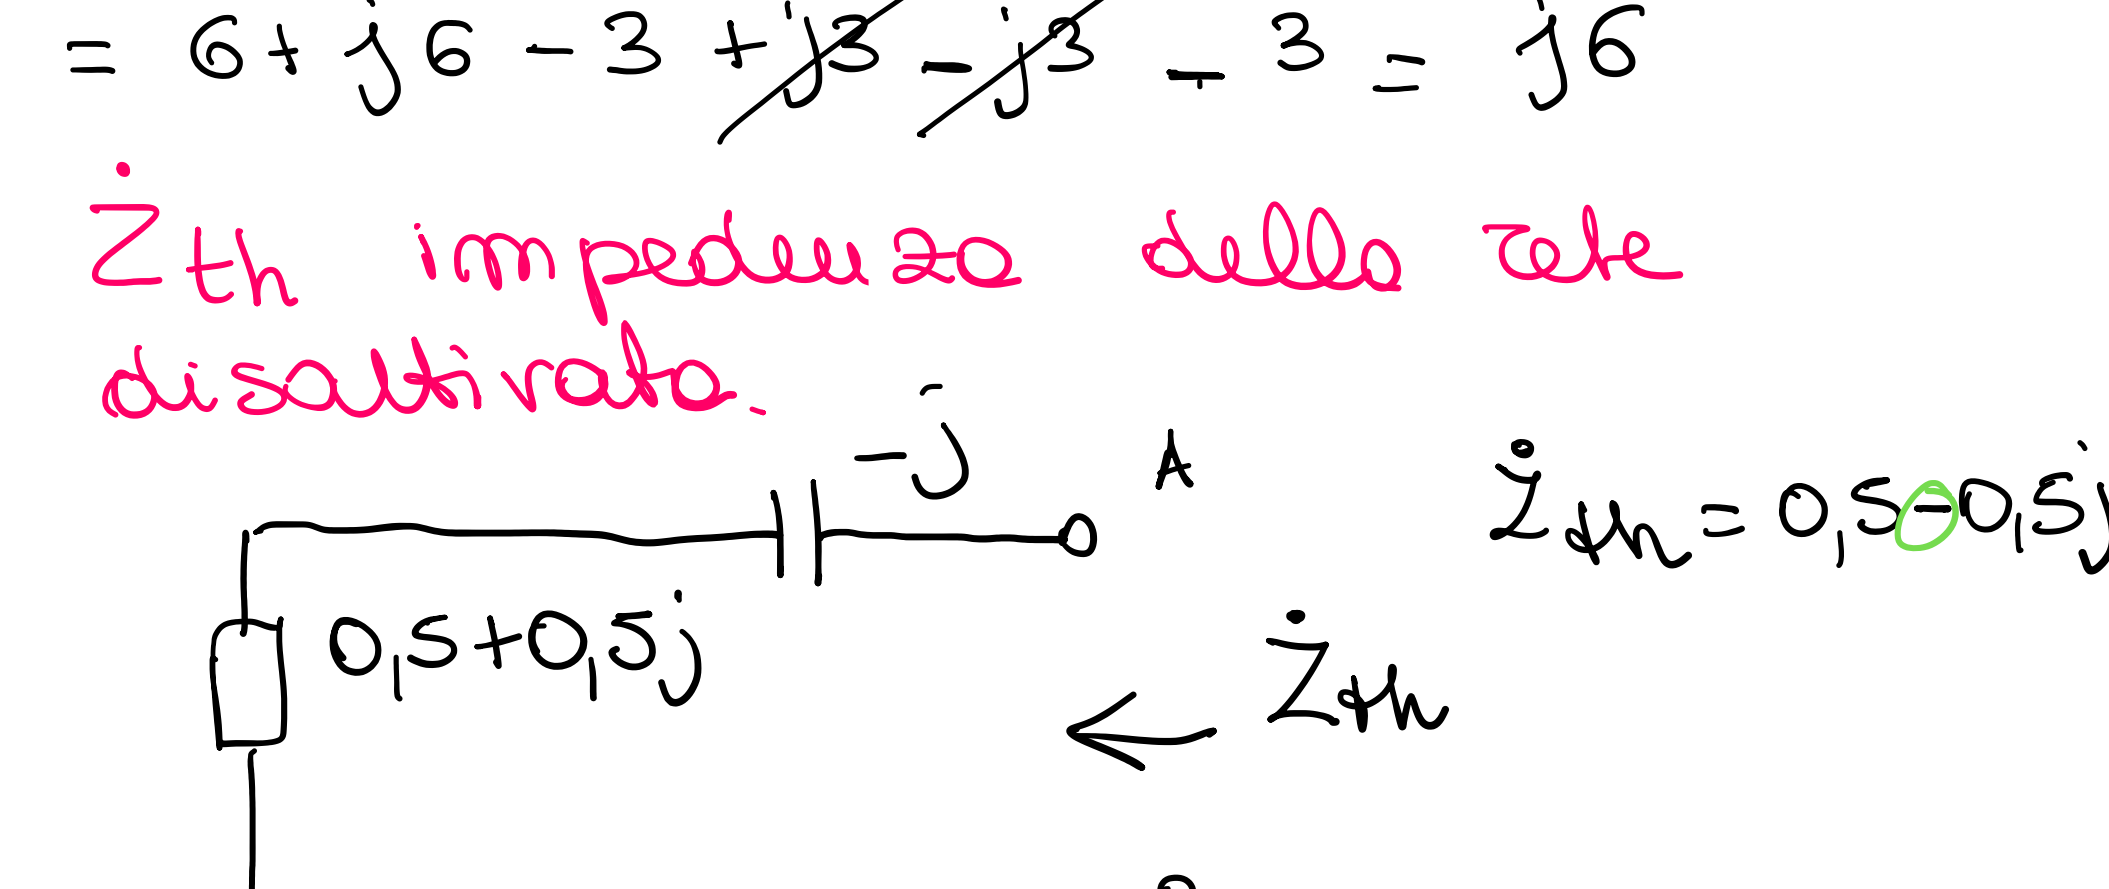 = 6 + j6 - 3 + j3 - j3 - 3 = j6
Żth impedenza della rete
disattivata.
-j
A
Żth = 0,5 - 0,5j
0,5+0,5j
Żth